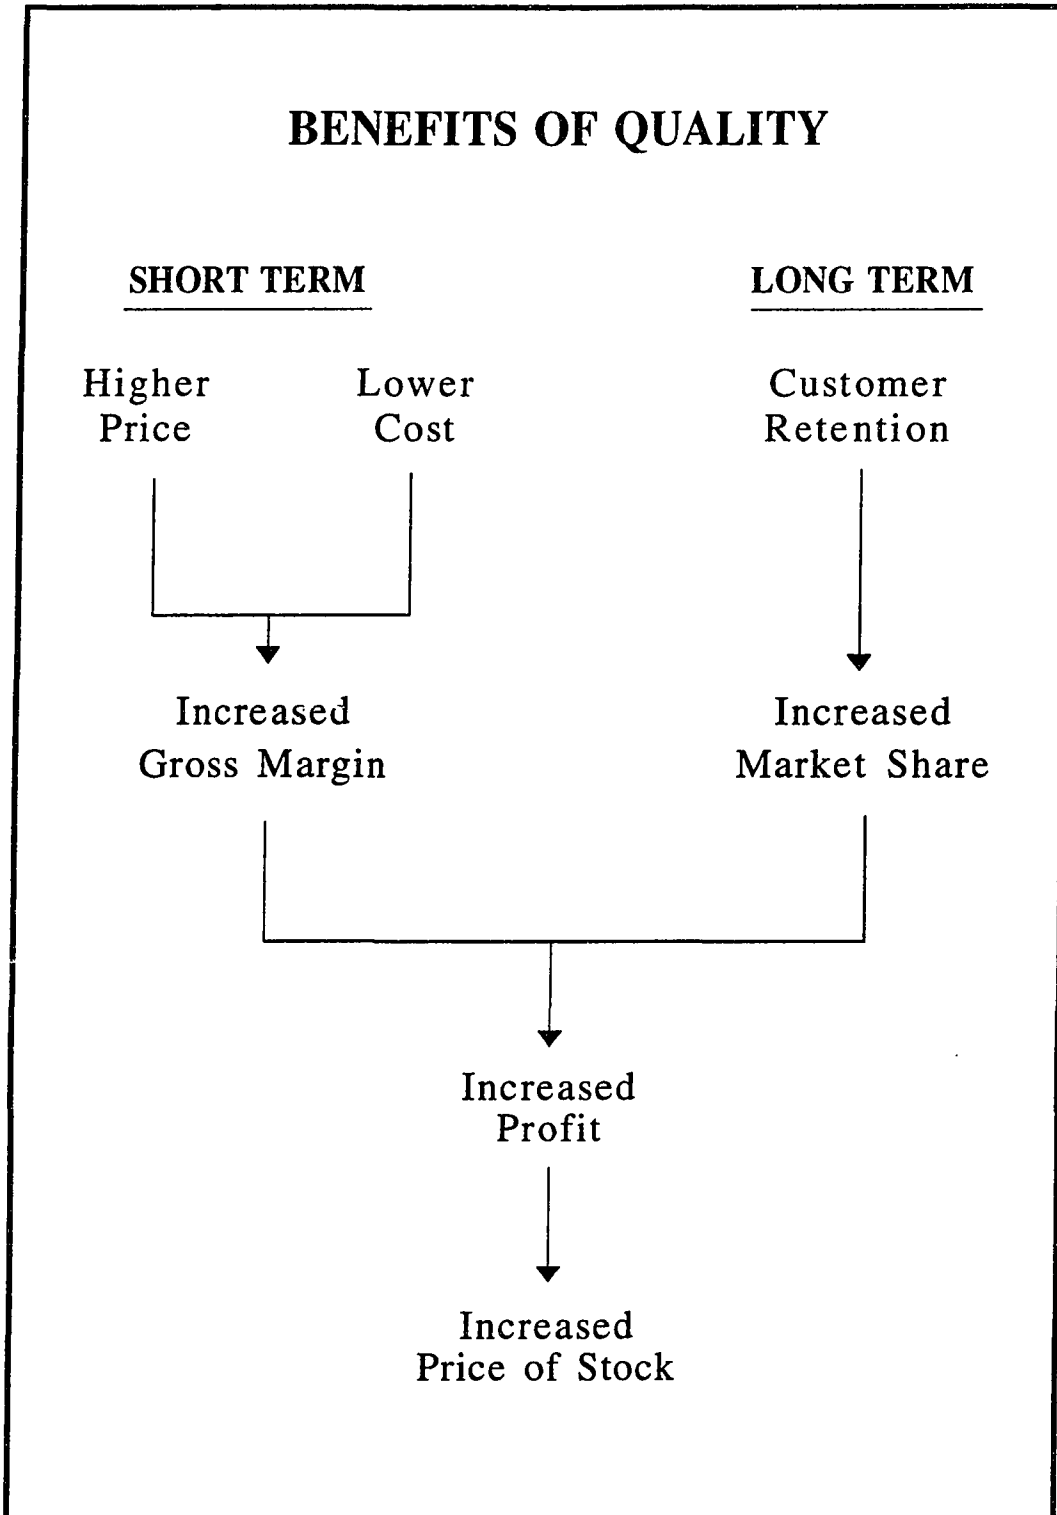 BENEFITS OF QUALITY
SHORT TERM
LONG TERM
Higher
Price
Lower
Cost
Customer
Retention
Increased
Gross Margin
Increased
Market Share
Increased
Profit
Increased
Price of Stock